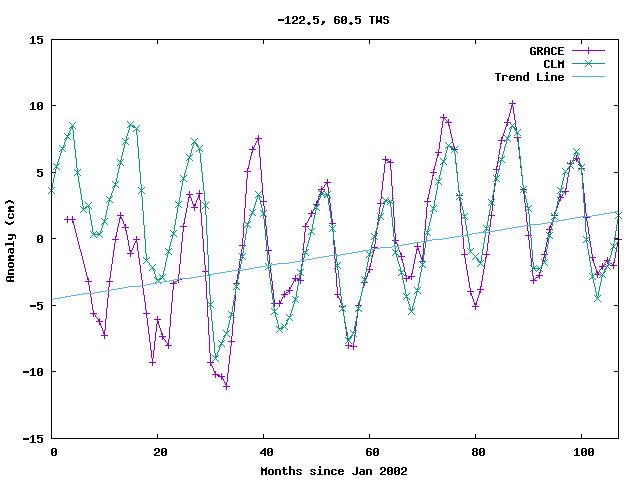 -122.5, 60.5 TWS
GRACE
CLM
Trend Line
15
10
5
0
-5
-10
-15
Anomaly (cm)
0 20 40 60 80 100
Months since Jan 2002